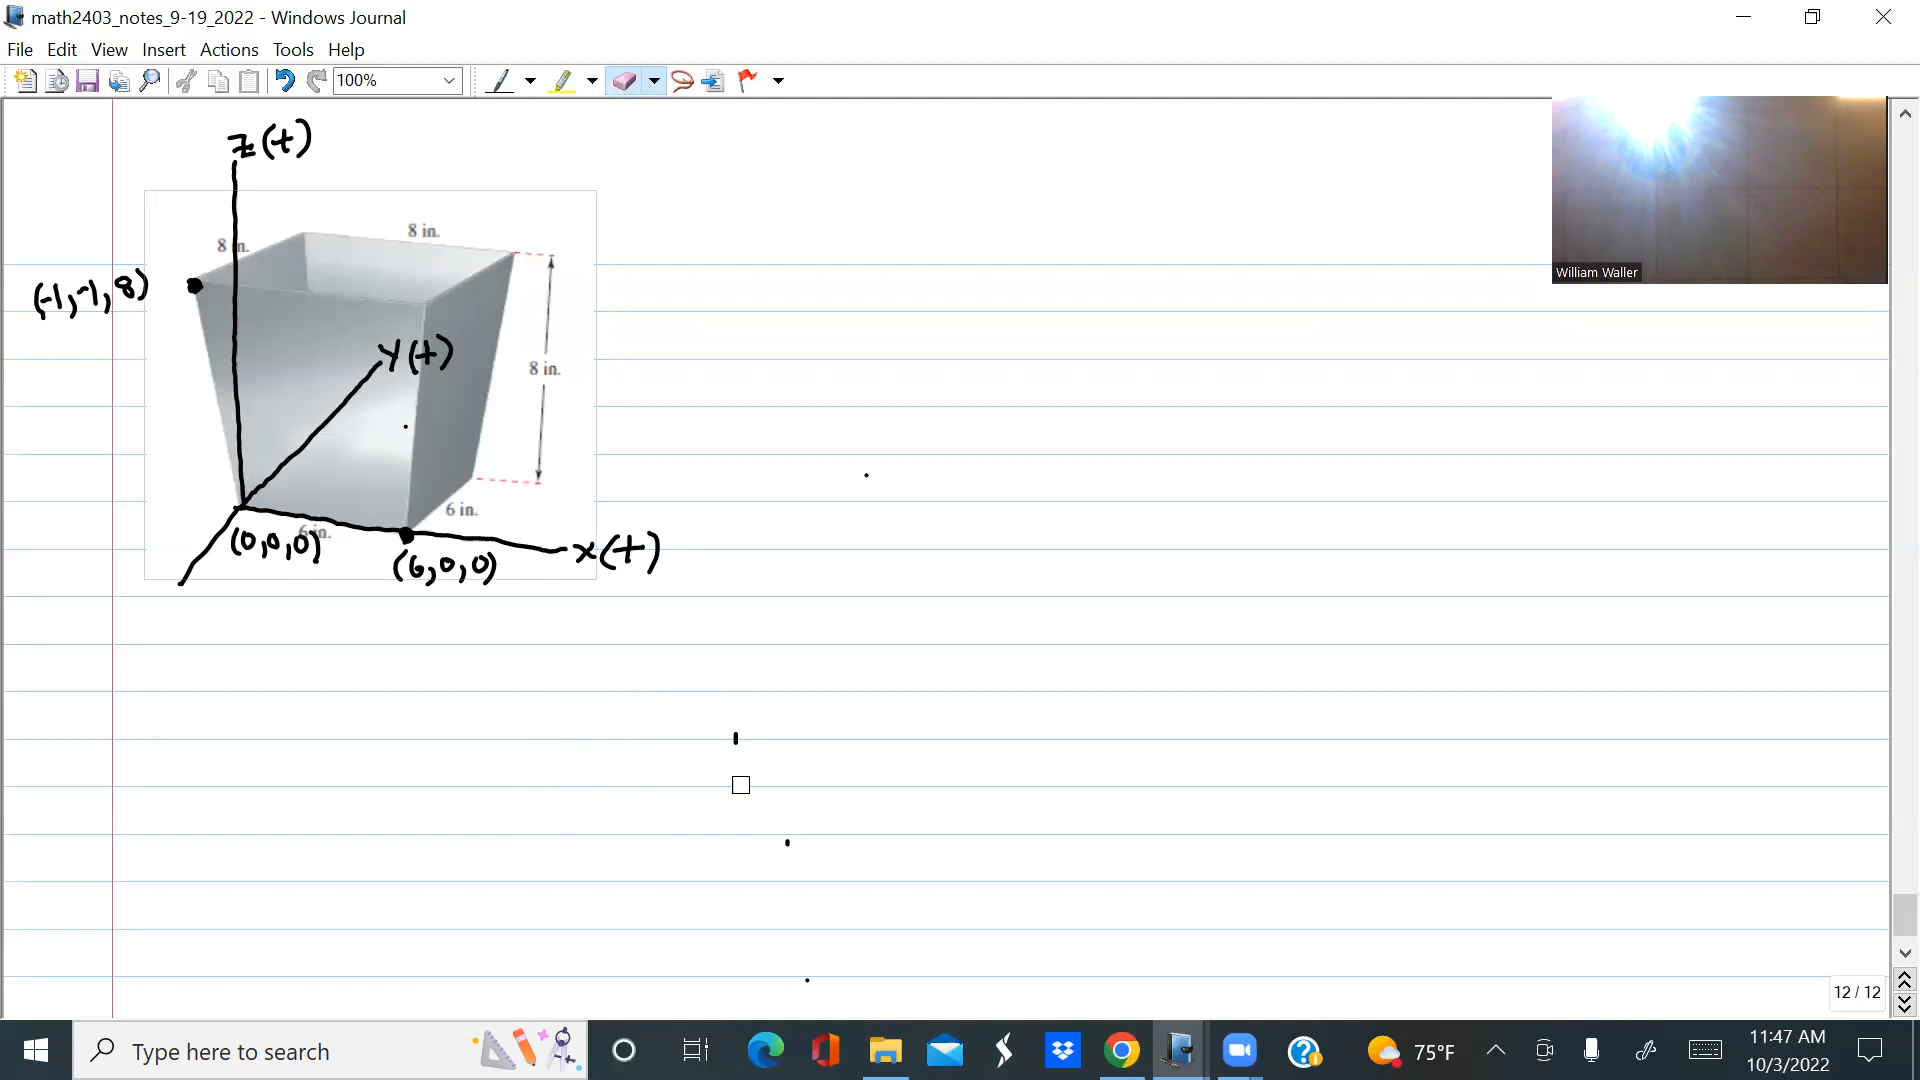 math2403_notes_9-19_2022 - Windows Journal
File Edit View Insert Actions Tools Help
100%
z(+)
8 in.
8 in.
(-1,-1,8)
y(+)
8 in.
6 in.
6 in.
(0,0,0)
(6,0,0)
x(+)
William Waller
12 / 12
Type here to search
75°F
11:47 AM
10/3/2022